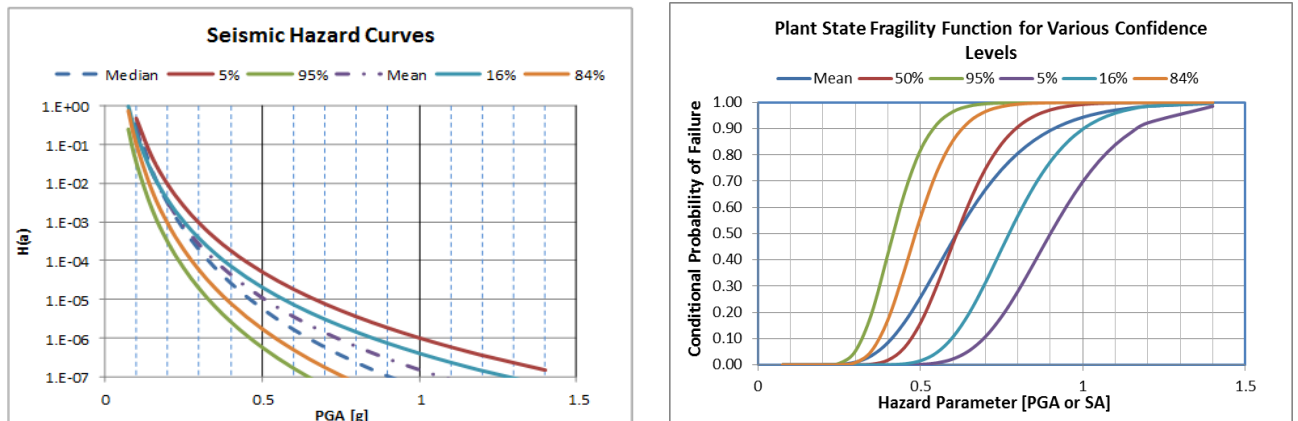 Seismic Hazard Curves
Median 5% 95% Mean 16% 84%
1.E+00
1.E-01
1.E-02
1.E-03
1.E-04
1.E-05
1.E-06
1.E-07
H(a)
0 0.5 1 1.5
PGA [g]
Plant State Fragility Function for Various Confidence
Levels
Mean 50% 95% 5% 16% 84%
1.00
0.90
0.80
0.70
0.60
0.50
0.40
0.30
0.20
0.10
0.00
Conditional Probability of Failure
0 0.5 1 1.5
Hazard Parameter [PGA or SA]